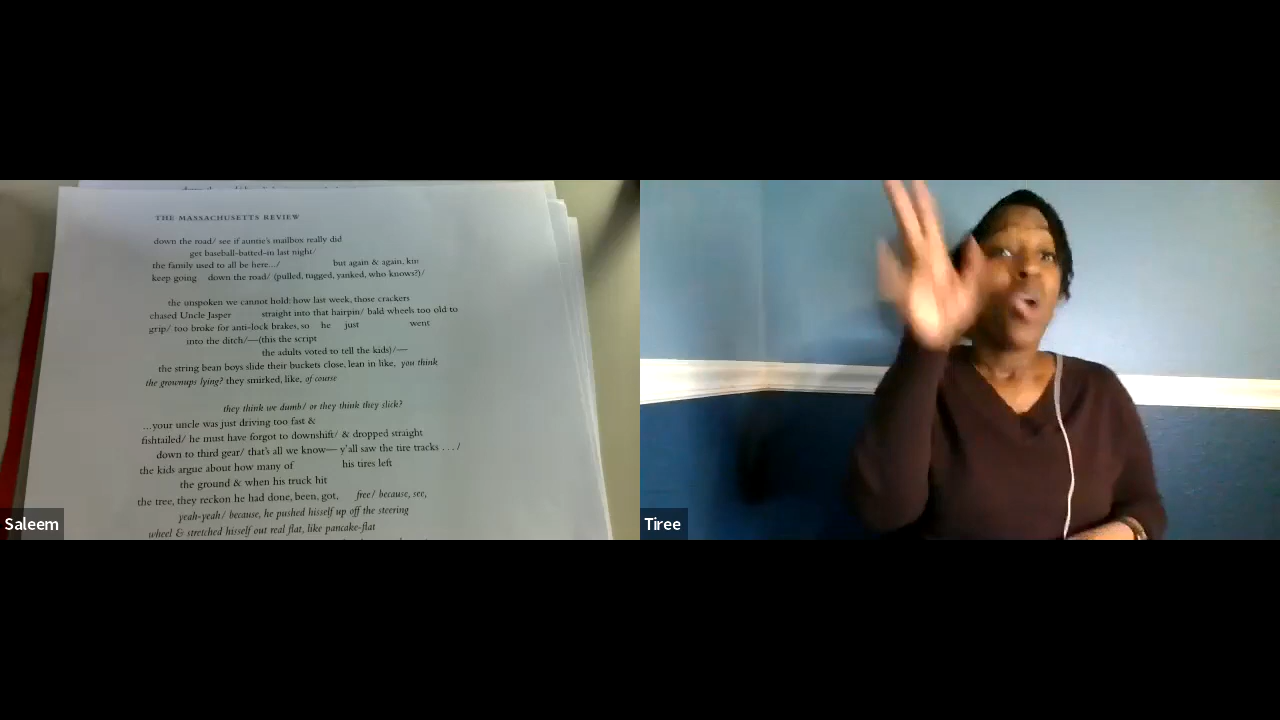 THE MASSACHUSETTS REVIEW
down the road/ see if auntie's mailbox really did
get baseball-batted-in last night/
the family used to all be here.../ but again & again, kin
keep going down the road/ (pulled, tugged, yanked, who knows?)/
the unspoken we cannot hold: how last week, those crackers
chased Uncle Jasper straight into that hairpin/ bald wheels too old to
grip/ too broke for anti-lock brakes, so he just went
into the ditch/—(this the script
the adults voted to tell the kids)/—
the string bean boys slide their buckets close, lean in like, you think
the grownups lying? they smirked, like, of course
they think we dumb/ or they think they slick?
...your uncle was just driving too fast &
fishtailed/ he must have forgot to downshift/ & dropped straight
down to third gear/ that's all we know— y'all saw the tire tracks . . . /
the kids argue about how many of his tires left
the ground & when his truck hit
the tree, they reckon he had done, been, got, free/ because, see,
yeah-yeah/ because, he pushed hisself up off the steering
wheel & stretched hisself out real flat, like pancake-flat
Saleem
Tiree